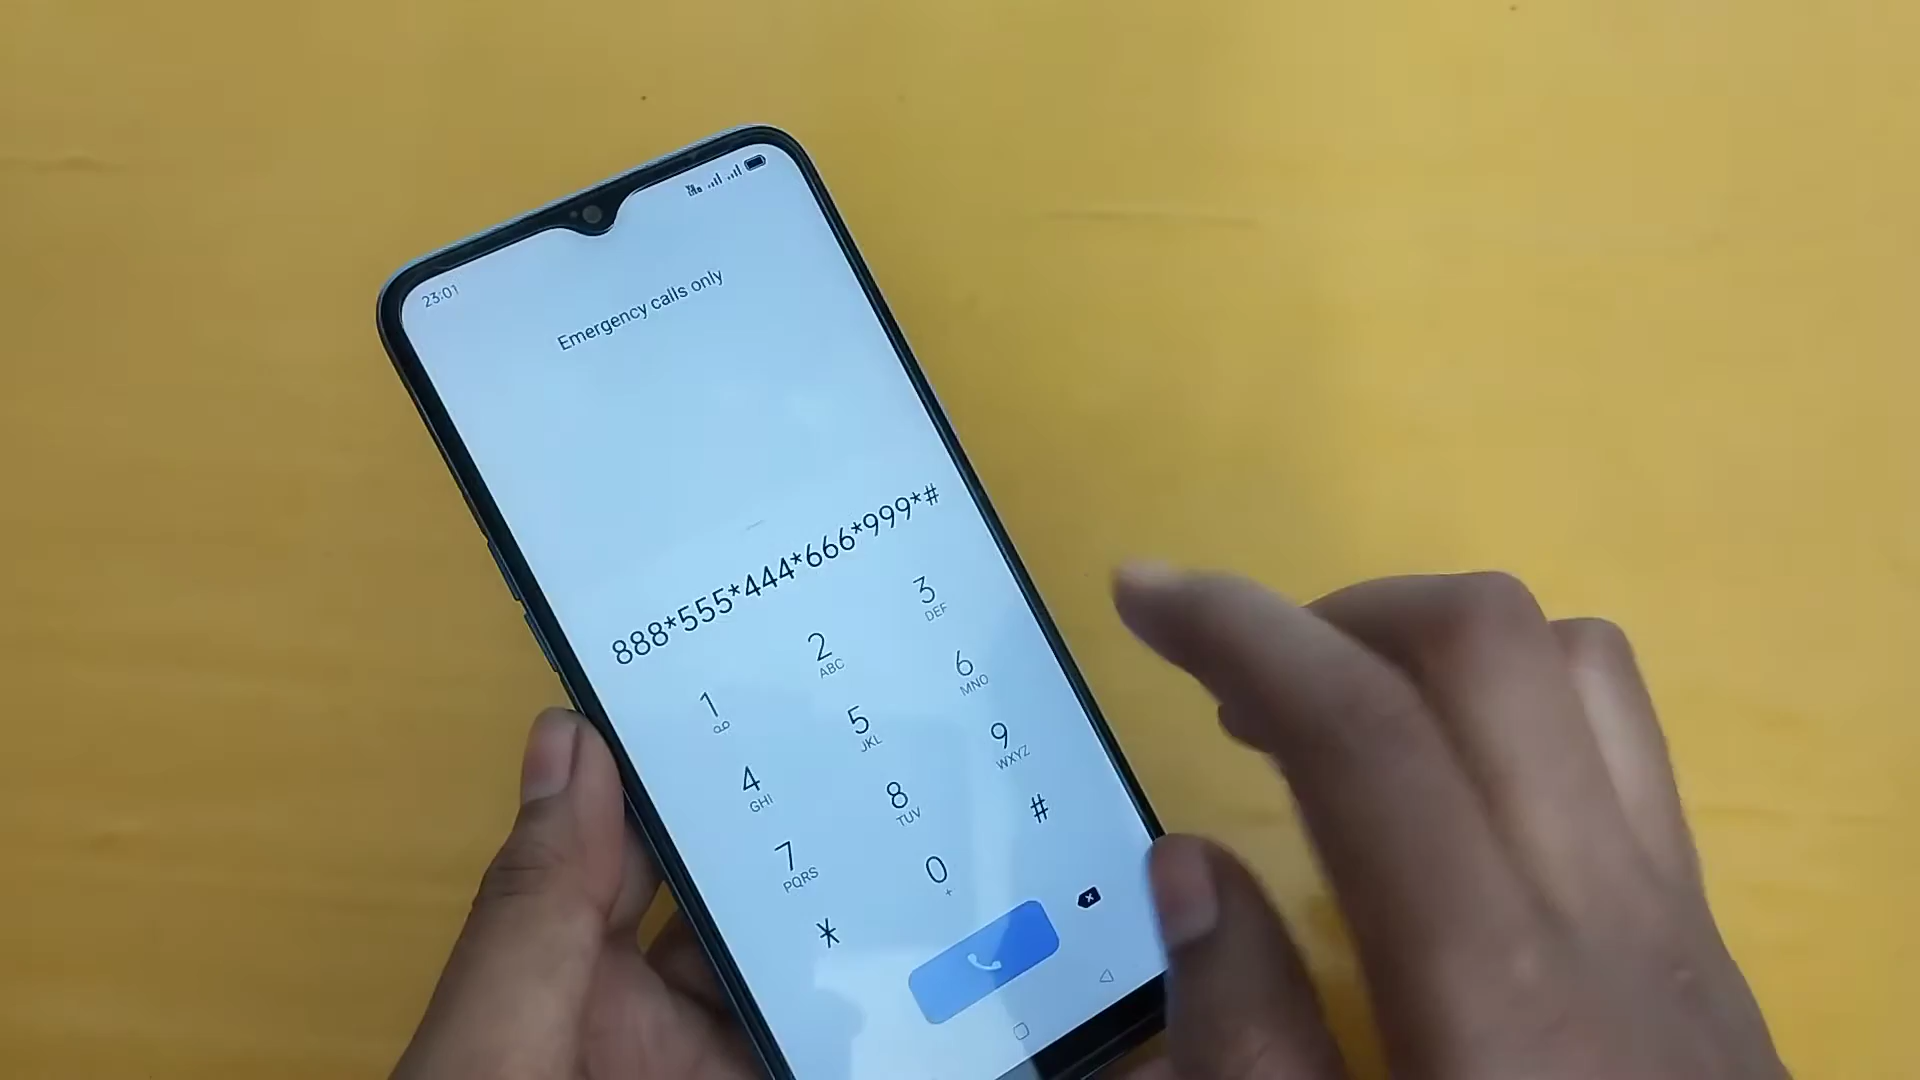 23:01
Emergency calls only
888*555*444*666*999*#
1
2
ABC
3
DEF
4
GHI
5
JKL
6
MNO
7
PQRS
8
TUV
9
WXYZ
*
0
+
#